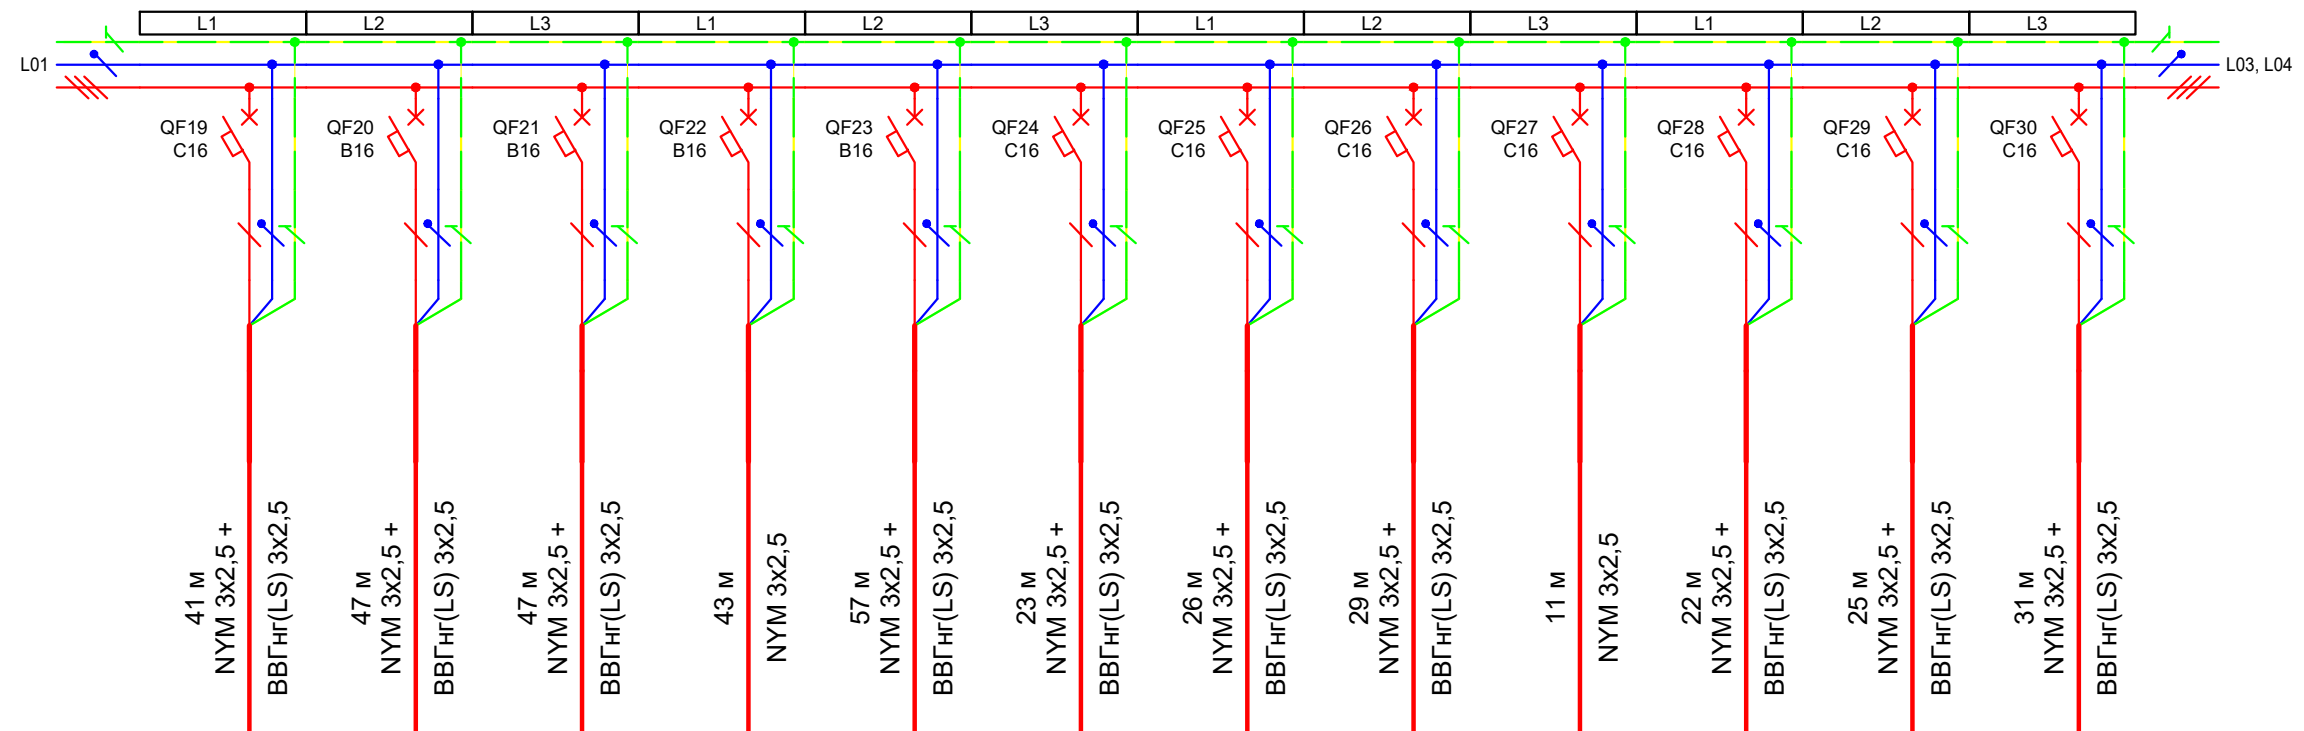 L1 L2 L3 L1 L2 L3 L1 L2 L3 L1 L2 L3
L01
L03, L04
QF19
C16
QF20
B16
QF21
B16
QF22
B16
QF23
B16
QF24
C16
QF25
C16
QF26
C16
QF27
C16
QF28
C16
QF29
C16
QF30
C16
41 м
NYM 3x2,5 +
ВВГнг(LS) 3x2,5
47 м
NYM 3x2,5 +
ВВГнг(LS) 3x2,5
47 м
NYM 3x2,5 +
ВВГнг(LS) 3x2,5
43 м
NYM 3x2,5
57 м
NYM 3x2,5 +
ВВГнг(LS) 3x2,5
23 м
NYM 3x2,5 +
ВВГнг(LS) 3x2,5
26 м
NYM 3x2,5 +
ВВГнг(LS) 3x2,5
29 м
NYM 3x2,5 +
ВВГнг(LS) 3x2,5
11 м
NYM 3x2,5
22 м
NYM 3x2,5 +
ВВГнг(LS) 3x2,5
25 м
NYM 3x2,5 +
ВВГнг(LS) 3x2,5
31 м
NYM 3x2,5 +
ВВГнг(LS) 3x2,5